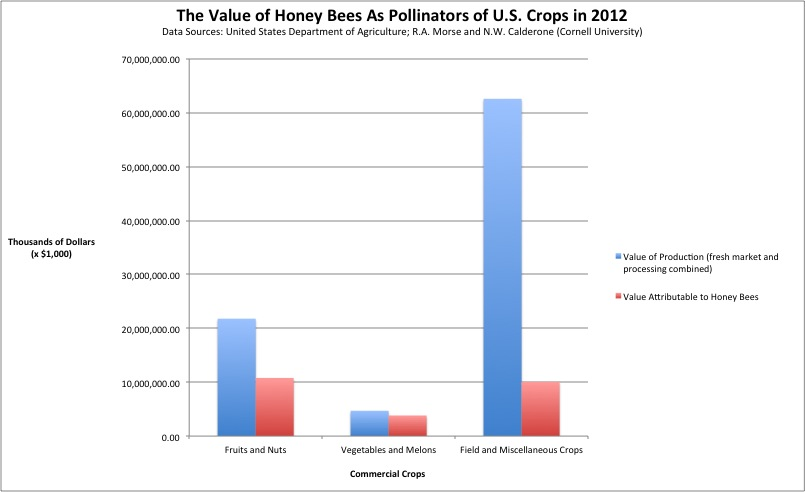 The Value of Honey Bees As Pollinators of U.S. Crops in 2012
Data Sources: United States Department of Agriculture; R.A. Morse and N.W. Calderone (Cornell University)
70,000,000.00
60,000,000.00
50,000,000.00
40,000,000.00
30,000,000.00
20,000,000.00
10,000,000.00
0.00
Thousands of Dollars
(x $1,000)
Value of Production (fresh market and
processing combined)
Value Attributable to Honey Bees
Fruits and Nuts
Vegetables and Melons
Field and Miscellaneous Crops
Commercial Crops